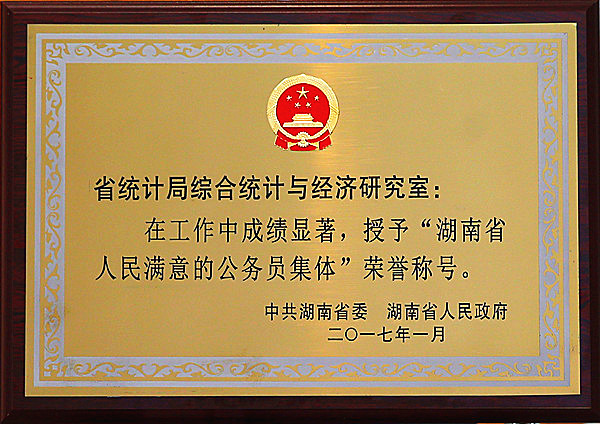 省统计局综合统计与经济研究室：
在工作中成绩显著，授予“湖南省
人民满意的公务员集体”荣誉称号。
中共湖南省委　湖南省人民政府
二〇一七年一月